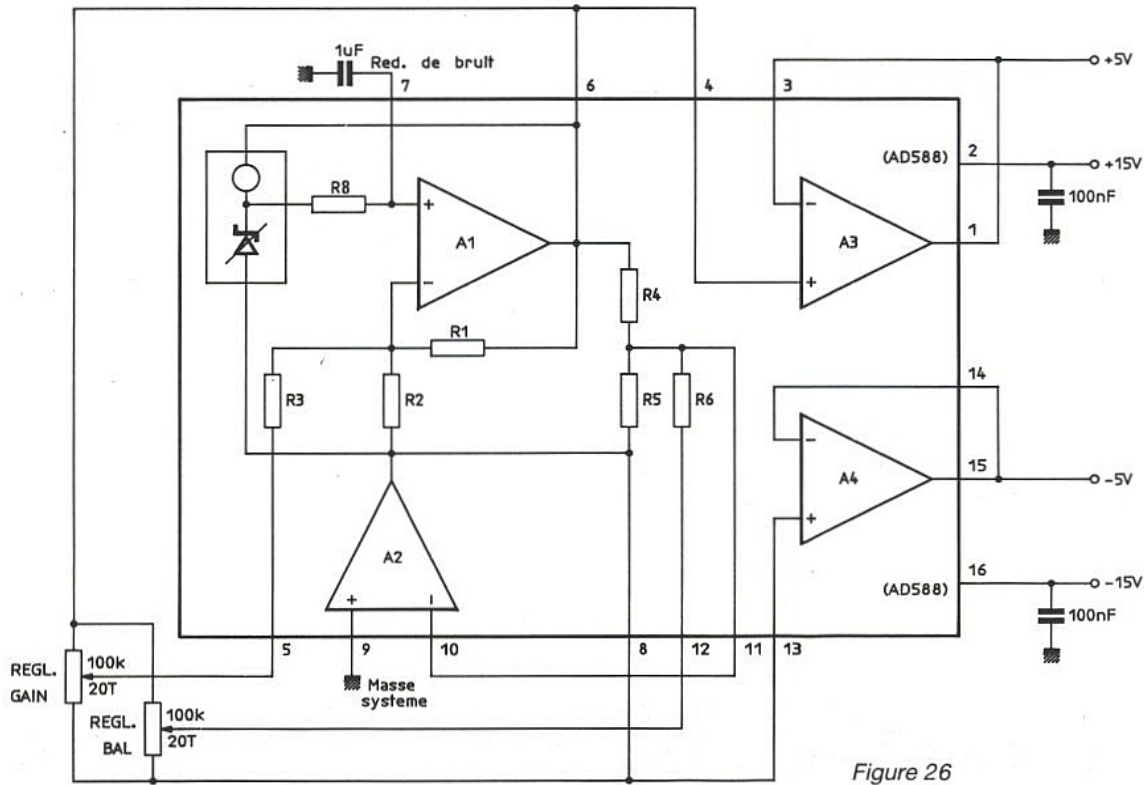 1uF
Red. de bruit
7
6
4
3
+5V
(AD588)
2
+15V
100nF
R8
+
A1
−
−
A3
+
1
R4
R1
R3
R2
R5
R6
14
−
A4
+
15
−5V
A2
+
−
(AD588)
16
−15V
100nF
5
9
10
8
12
11
13
REGL.
GAIN
100k
20T
Masse
systeme
REGL.
BAL
100k
20T
Figure 26